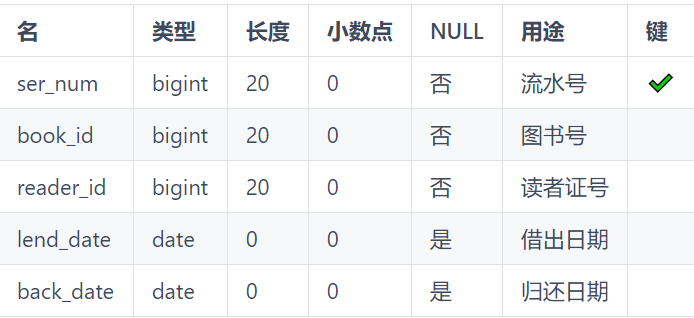 名 类型 长度 小数点 NULL 用途 键
ser_num bigint 20 0 否 流水号
book_id bigint 20 0 否 图书号
reader_id bigint 20 0 否 读者证号
lend_date date 0 0 是 借出日期
back_date date 0 0 是 归还日期